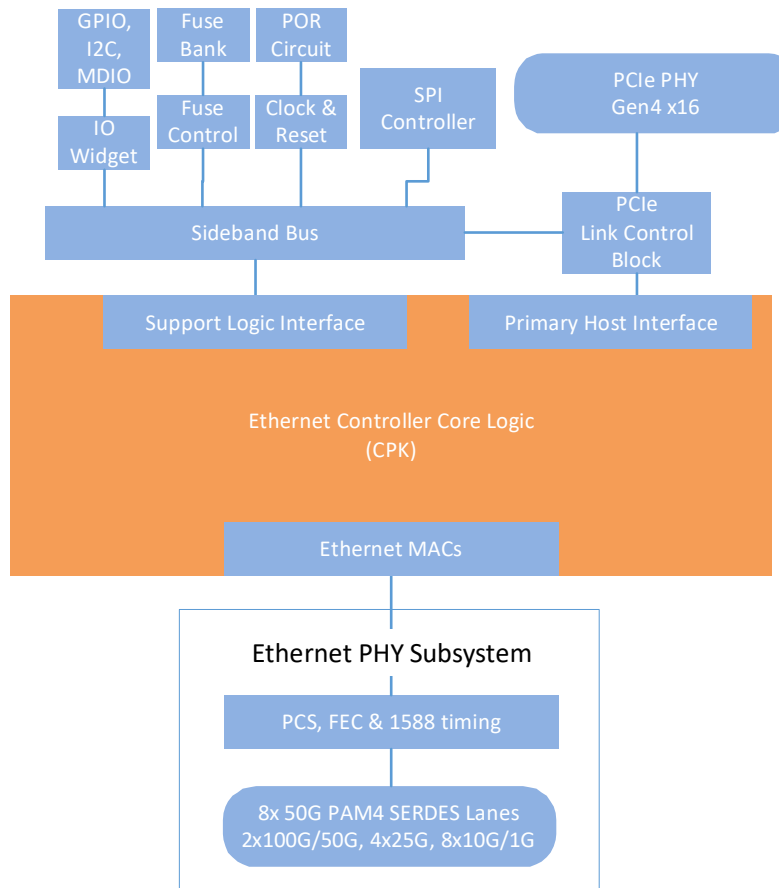 GPIO,
I2C,
MDIO
Fuse
Bank
POR
Circuit
SPI
Controller
PCIe PHY
Gen4 x16
IO
Widget
Fuse
Control
Clock &
Reset
Sideband Bus
PCIe
Link Control
Block
Support Logic Interface
Primary Host Interface
Ethernet Controller Core Logic
(CPK)
Ethernet MACs
Ethernet PHY Subsystem
PCS, FEC & 1588 timing
8x 50G PAM4 SERDES Lanes
2x100G/50G, 4x25G, 8x10G/1G